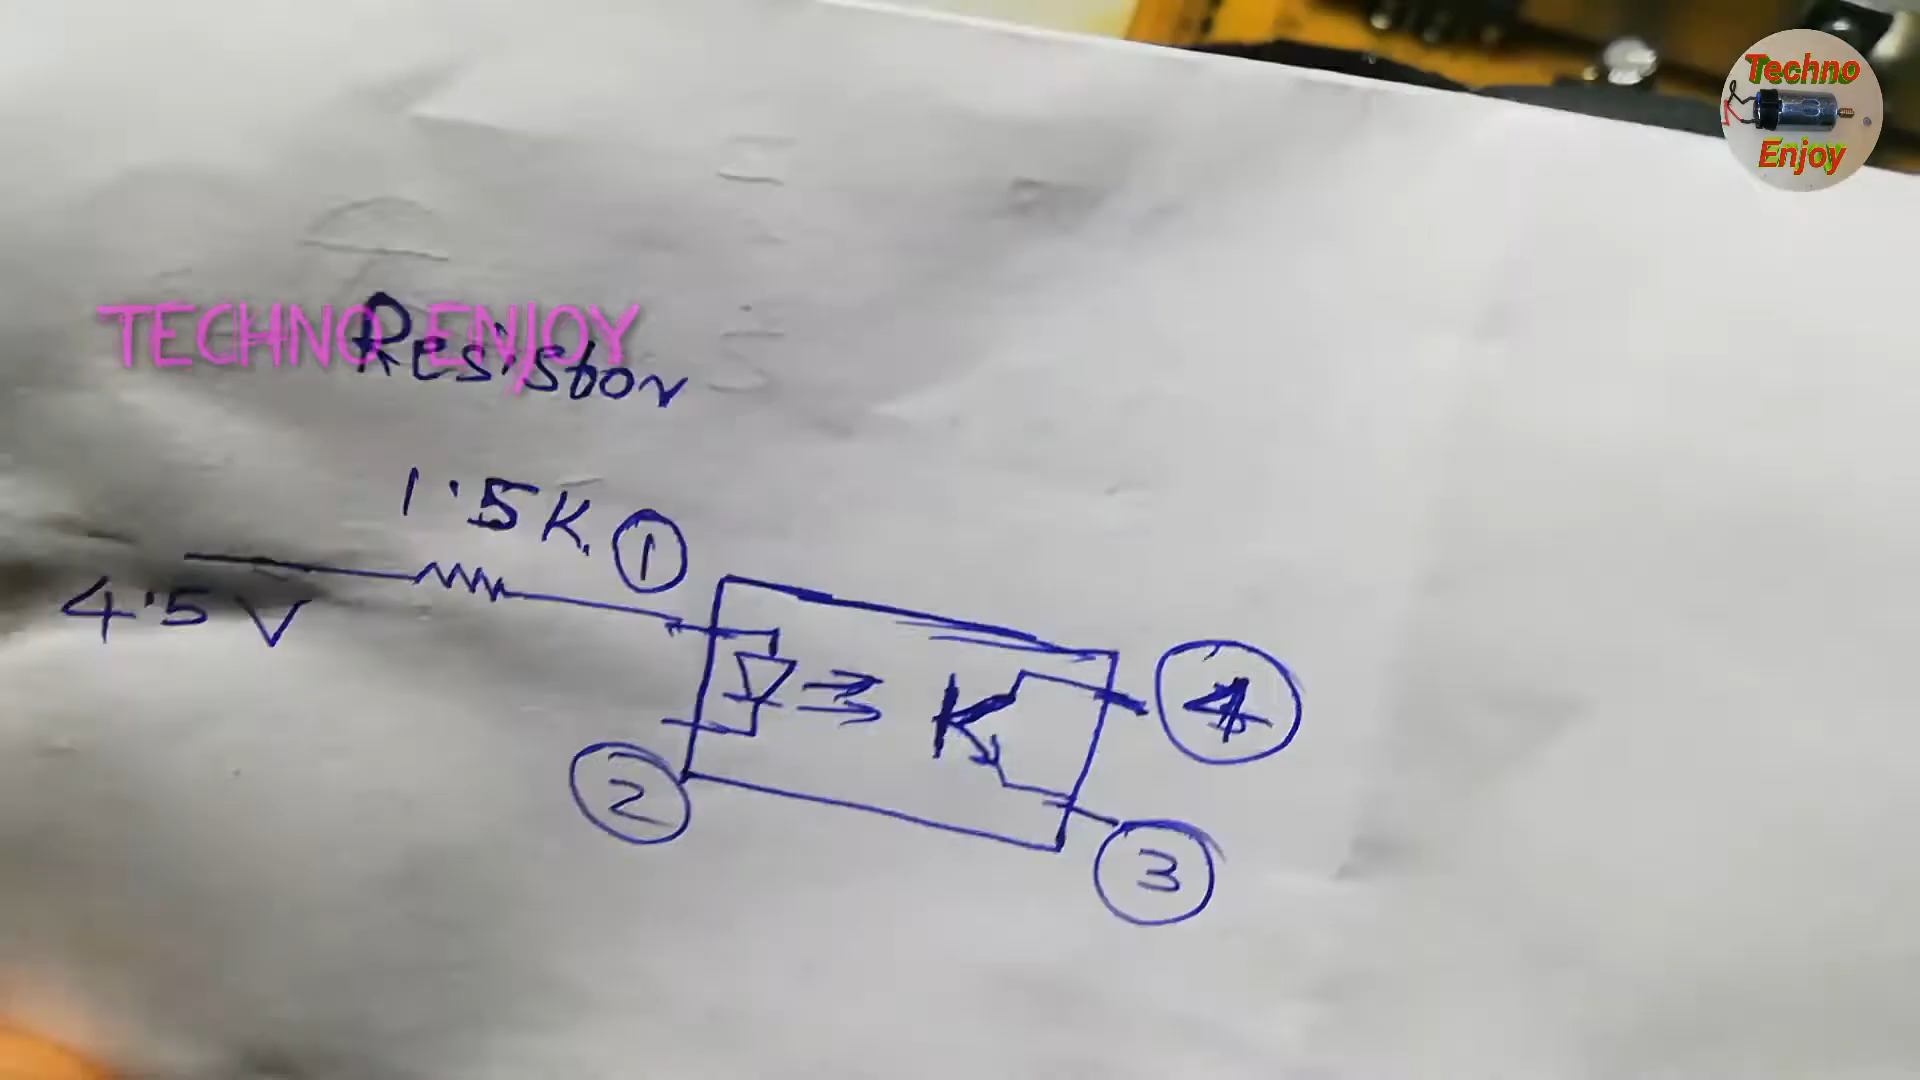 Techno
Enjoy
TECHNO ENJOY
Resistor
1.5K
4.5V
1
2
4
3